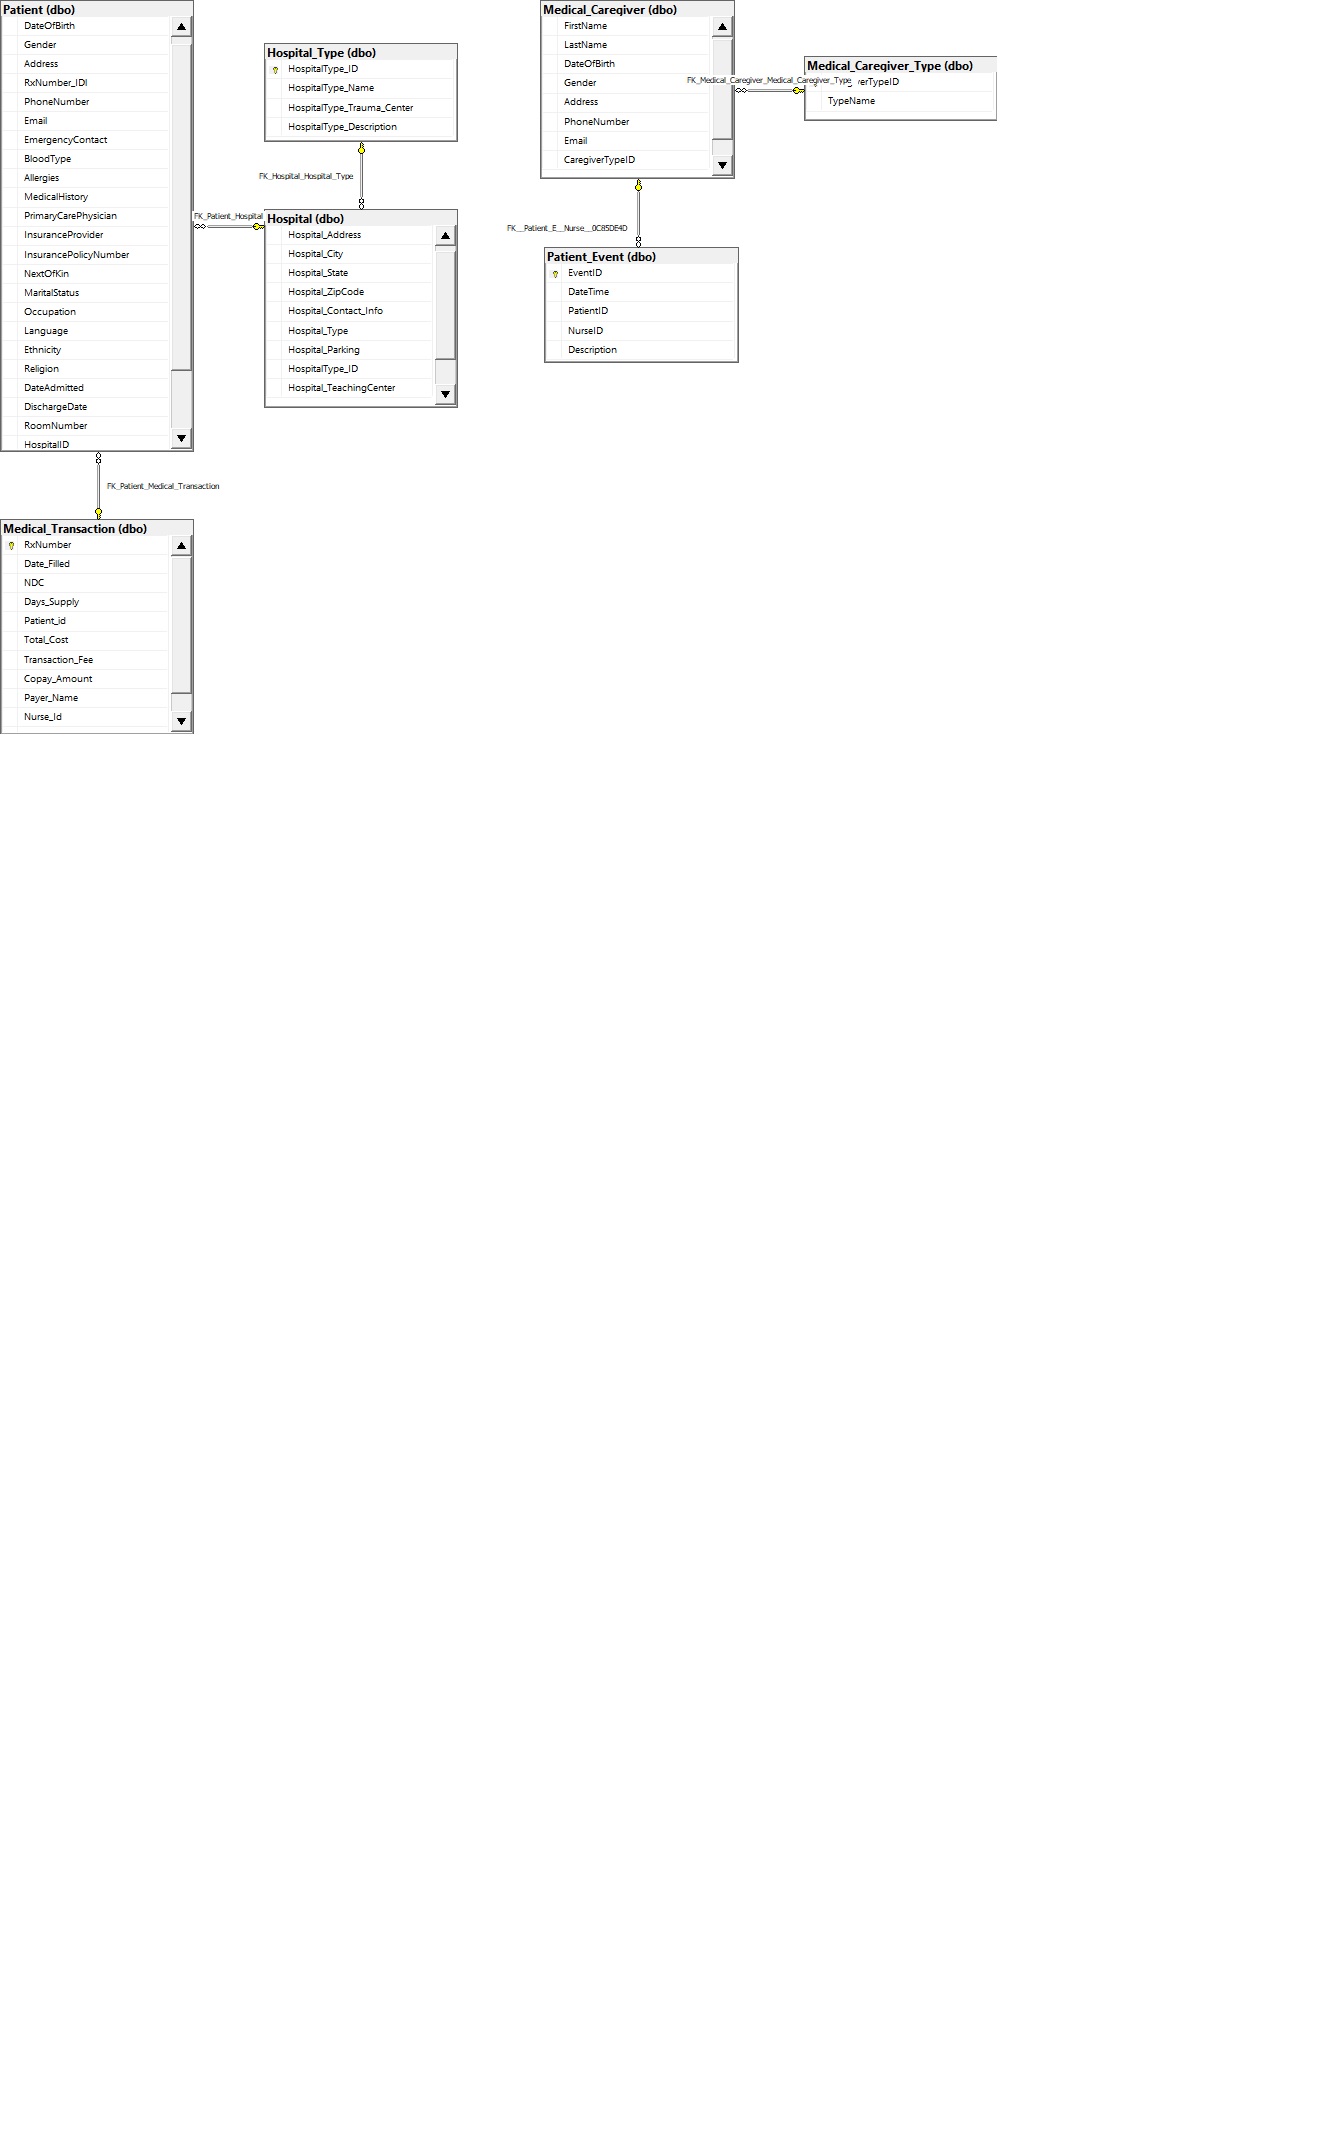 Patient (dbo)
DateOfBirth
Gender
Address
RxNumber_IDI
PhoneNumber
Email
EmergencyContact
BloodType
Allergies
MedicalHistory
PrimaryCarePhysician
InsuranceProvider
InsurancePolicyNumber
NextOfKin
MaritalStatus
Occupation
Language
Ethnicity
Religion
DateAdmitted
DischargeDate
RoomNumber
HospitalID
FK_Patient_Medical_Transaction
Medical_Transaction (dbo)
RxNumber
Date_Filled
NDC
Days_Supply
Patient_id
Total_Cost
Transaction_Fee
Copay_Amount
Payer_Name
Nurse_Id
Hospital_Type (dbo)
HospitalType_ID
HospitalType_Name
HospitalType_Trauma_Center
HospitalType_Description
FK_Hospital_Hospital_Type
FK_Patient_Hospital
Hospital (dbo)
Hospital_Address
Hospital_City
Hospital_State
Hospital_ZipCode
Hospital_Contact_Info
Hospital_Type
Hospital_Parking
HospitalType_ID
Hospital_TeachingCenter
Medical_Caregiver (dbo)
FirstName
LastName
DateOfBirth
Gender
Address
PhoneNumber
Email
CaregiverTypeID
FK_Medical_Caregiver_Medical_Caregiver_Type
Medical_Caregiver_Type (dbo)
TypeName
FK__Patient_E__Nurse__0C85DE4D
Patient_Event (dbo)
EventID
DateTime
PatientID
NurseID
Description